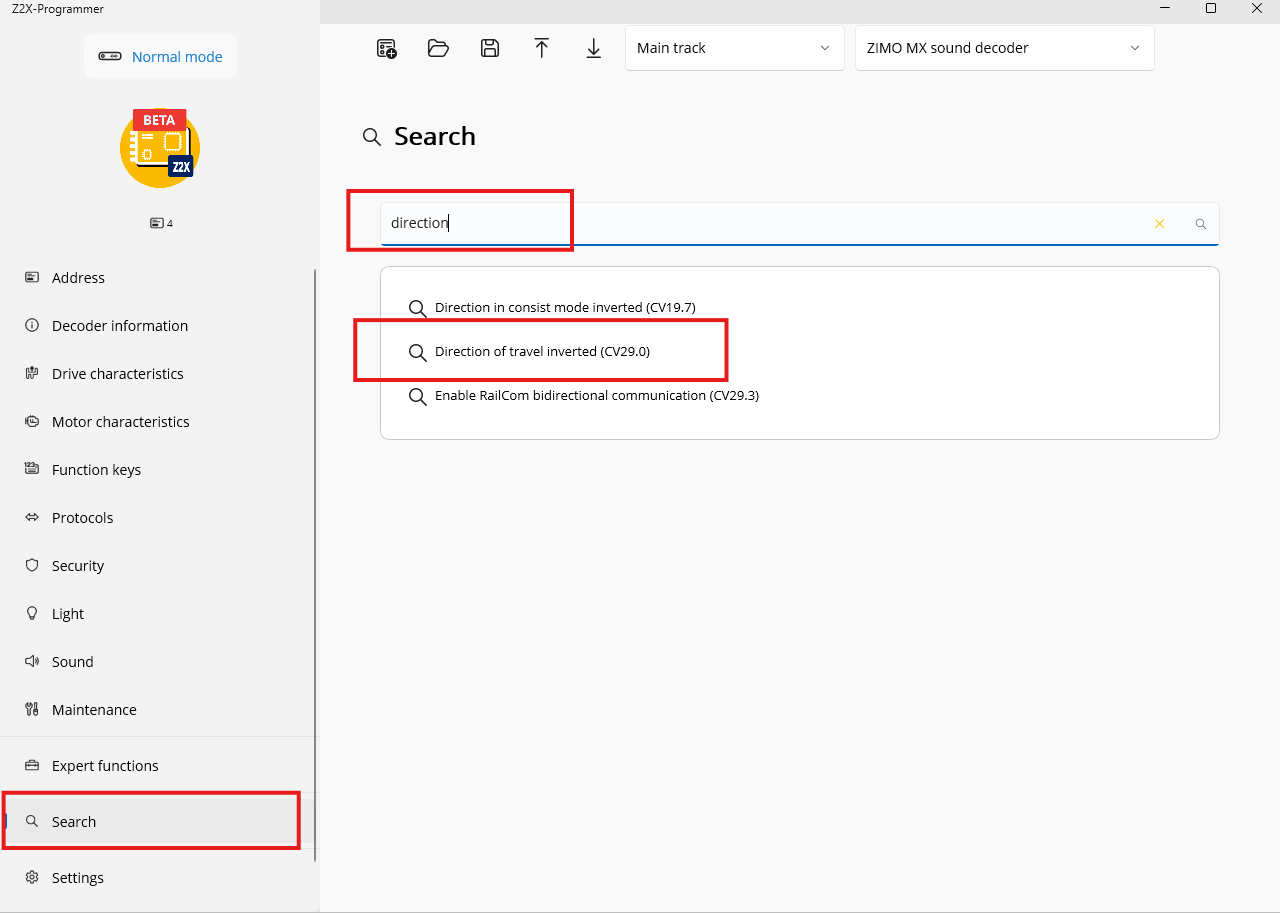 Z2X-Programmer
Normal mode
BETA
Z2X
4
Address
Decoder information
Drive characteristics
Motor characteristics
123
Function keys
Protocols
Security
Light
Sound
Maintenance
Expert functions
Search
Settings
Main track
ZIMO MX sound decoder
Search
direction
Direction in consist mode inverted (CV19.7)
Direction of travel inverted (CV29.0)
Enable RailCom bidirectional communication (CV29.3)